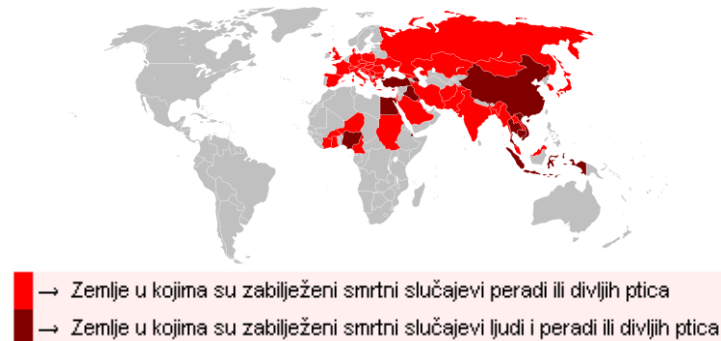 → Zemlje u kojima su zabilježeni smrtni slučajevi peradi ili divljih ptica
→ Zemlje u kojima su zabilježeni smrtni slučajevi ljudi i peradi ili divljih ptica